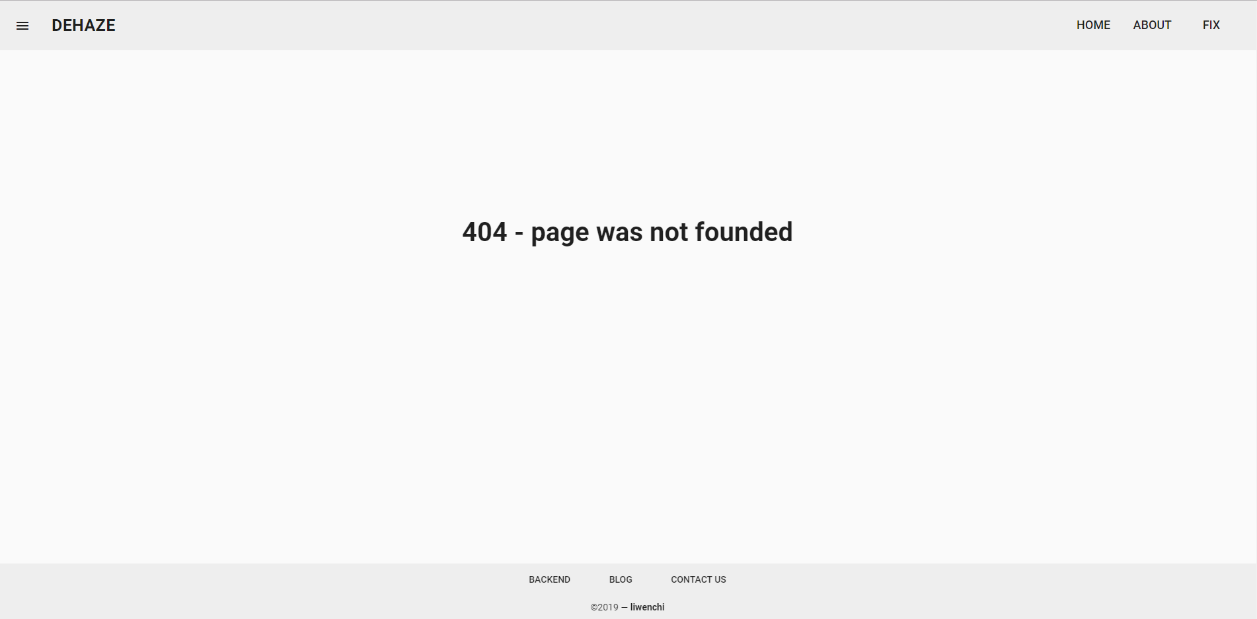 DEHAZE
HOME ABOUT FIX
404 - page was not founded
BACKEND BLOG CONTACT US
©2019 — liwenchi